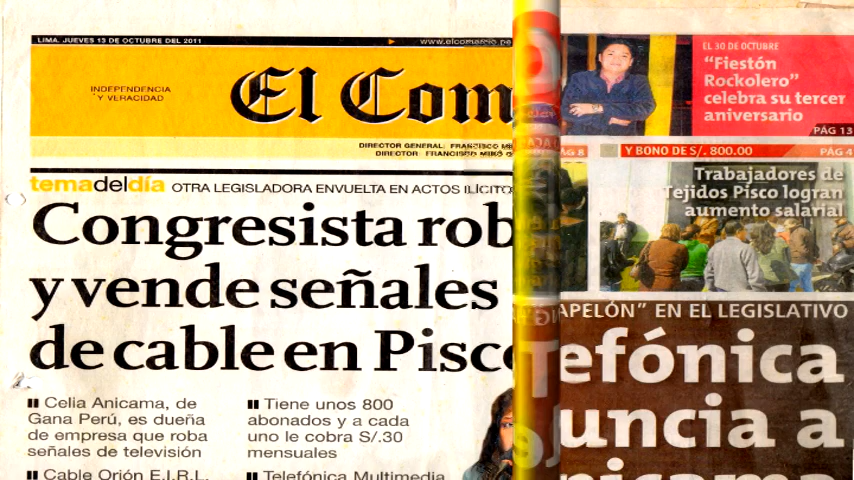 LIMA. JUEVES 13 DE OCTUBRE DEL 2011
www.elcomercio.pe
INDEPENDENCIA
Y VERACIDAD
El Com
DIRECTOR GENERAL: FRANCISCO
DIRECTOR: FRANCISCO MIRÓ
temadeldía OTRA LEGISLADORA ENVUELTA EN ACTOS ILÍCITOS
Congresista rob
y vende señales
de cable en Pisco
Celia Anicama, de
Gana Perú, es dueña
de empresa que roba
señales de televisión
Cable Orión E.I.R.L.
Tiene unos 800
abonados y a cada
uno le cobra S/.30
mensuales
Telefónica Multimedia
EL 30 DE OCTUBRE
“Fiestón
Rockolero”
celebra su tercer
aniversario
PÁG 13
ÁG 8
Y BONO DE S/. 800.00
PÁG 4
Trabajadores de
Tejidos Pisco logran
aumento salarial
APELÓN” EN EL LEGISLATIVO
Telefónica
uncia a
nicama